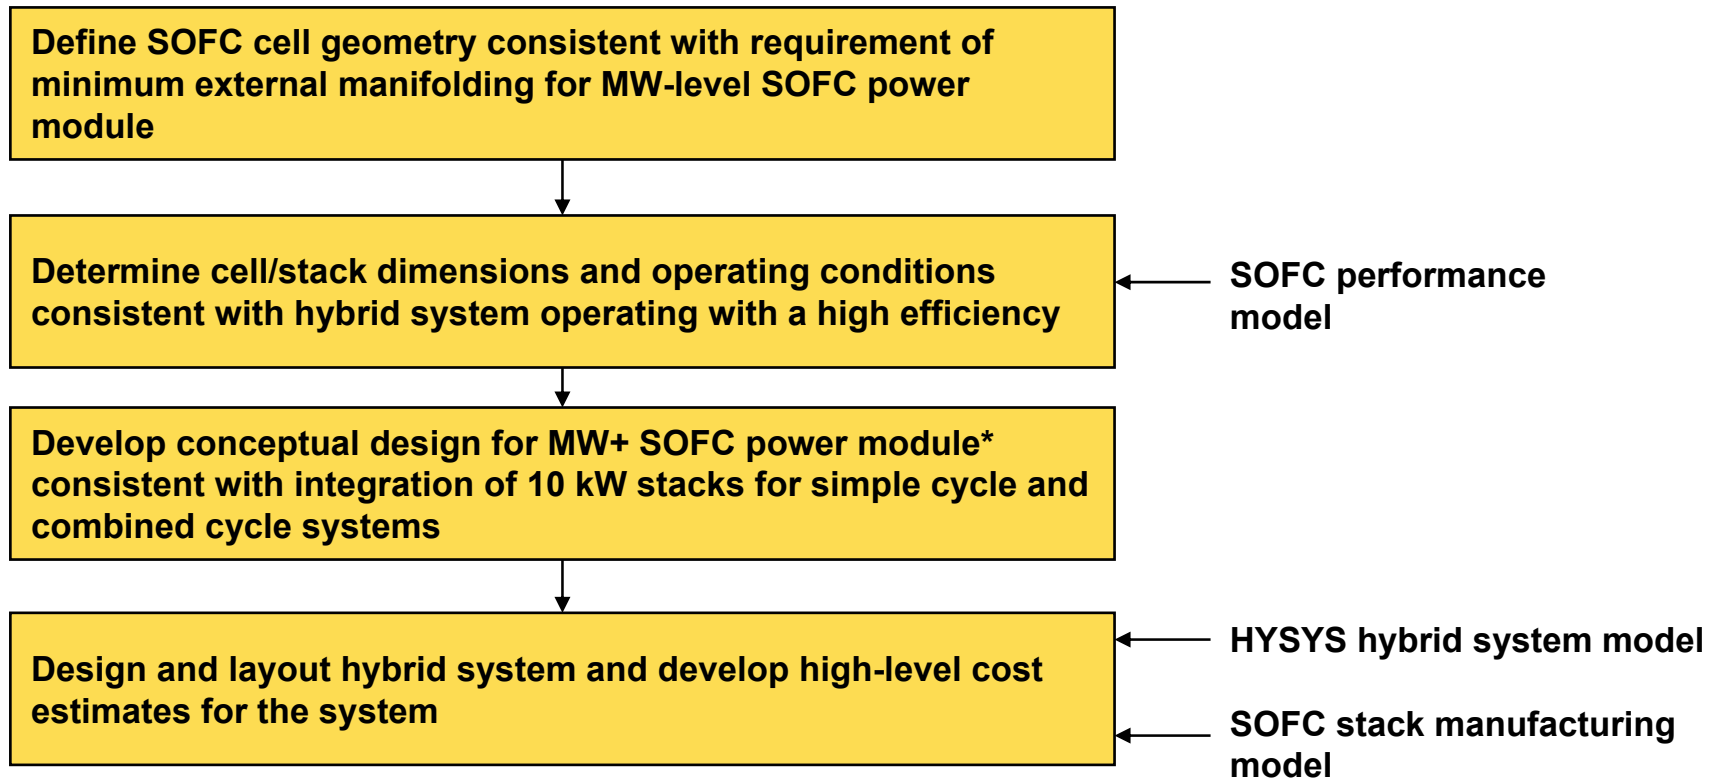 Define SOFC cell geometry consistent with requirement of
minimum external manifolding for MW-level SOFC power
module
Determine cell/stack dimensions and operating conditions
consistent with hybrid system operating with a high efficiency
SOFC performance
model
Develop conceptual design for MW+ SOFC power module*
consistent with integration of 10 kW stacks for simple cycle and
combined cycle systems
Design and layout hybrid system and develop high-level cost
estimates for the system
HYSYS hybrid system model
SOFC stack manufacturing
model